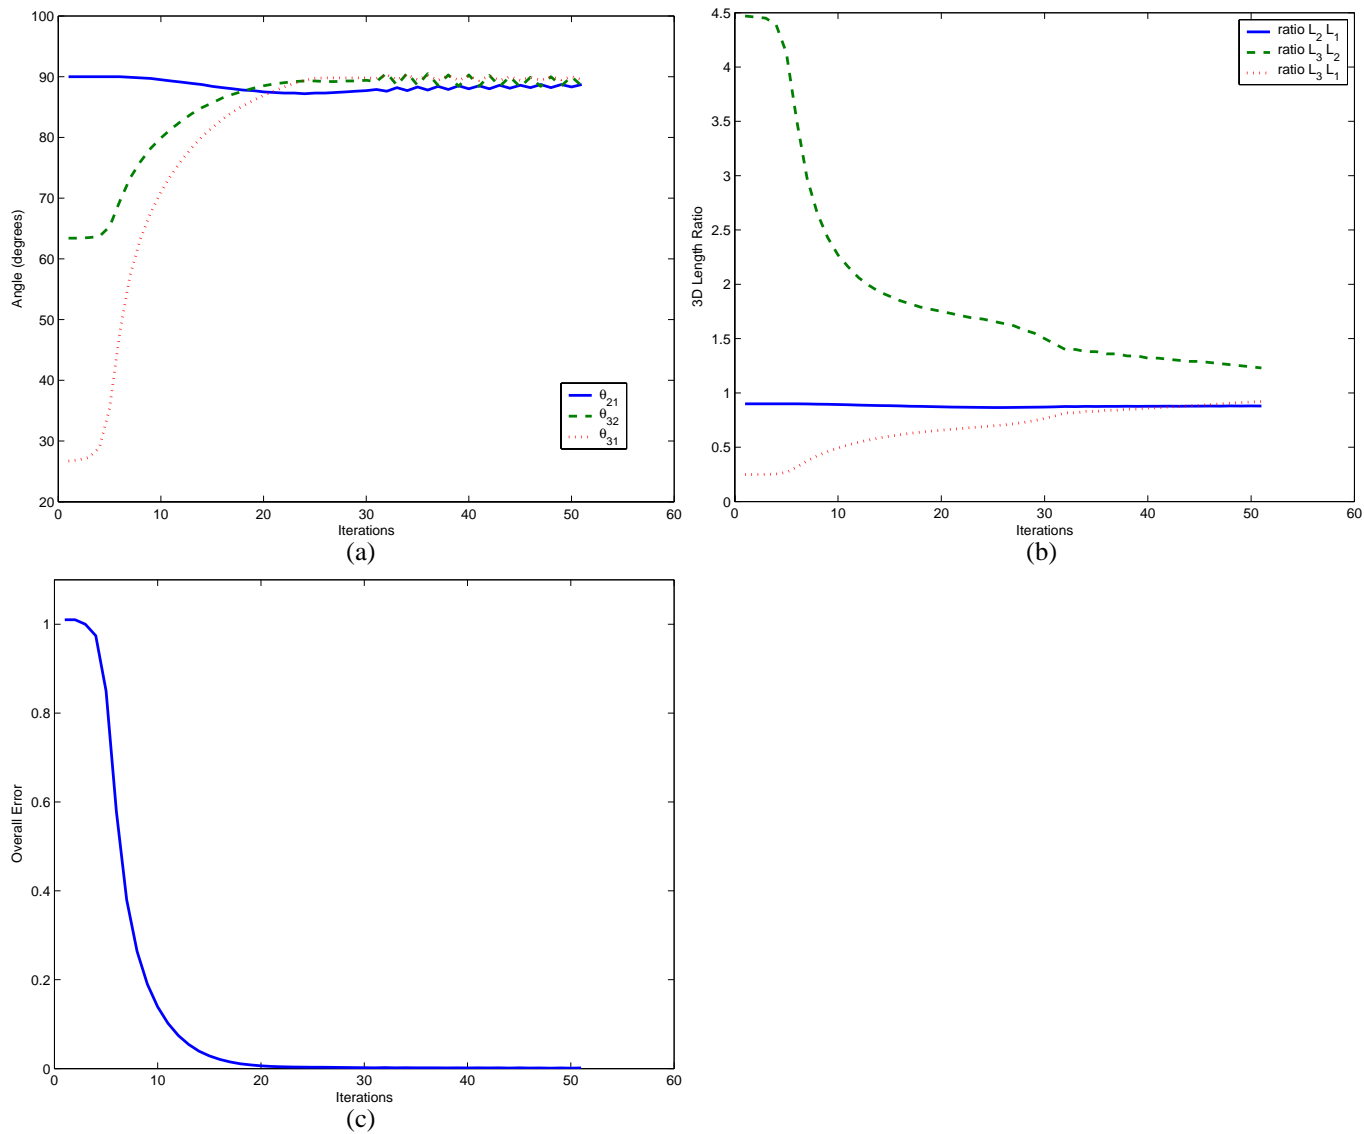 100
90
80
70
60
50
40
30
20
Angle (degrees)
θ21
θ32
θ31
0 10 20 30 40 50 60
Iterations
(a)
4.5
4
3.5
3
2.5
2
1.5
1
0.5
0
4.5
3D Length Ratio
ratio L2 L1
ratio L3 L2
ratio L3 L1
0 10 20 30 40 50 60
Iterations
(b)
1
0.8
0.6
0.4
0.2
0
Overall Error
0 10 20 30 40 50 60
Iterations
(c)